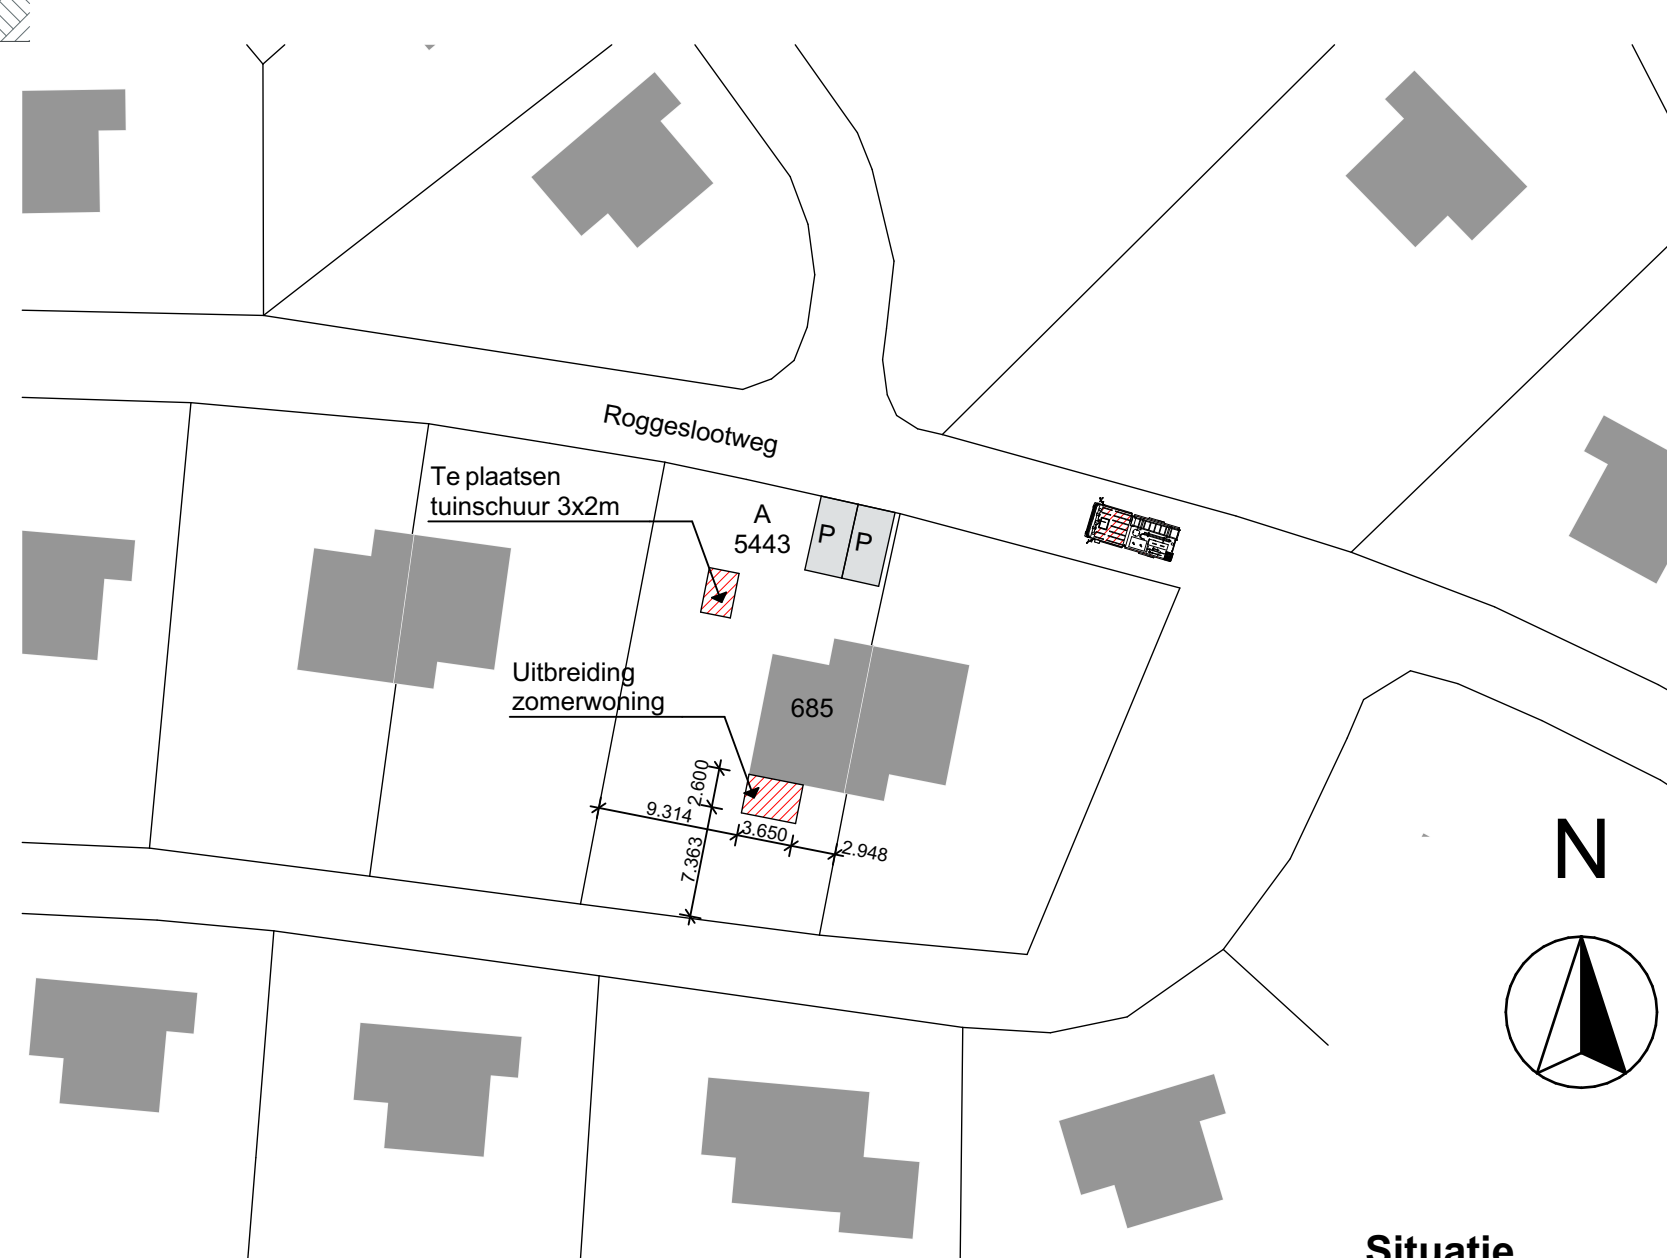 Roggeslootweg
Te plaatsen
tuinschuur 3x2m
A
5443
P
P
Uitbreiding
zomerwoning
685
2.600
9.314
3.650
2.948
7.363
N
Situatie